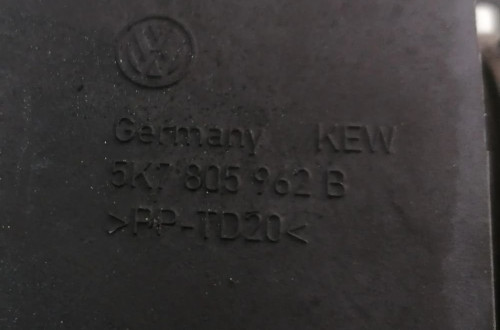 Germany KEW
5K7 805 962 B
>PP-TD20<